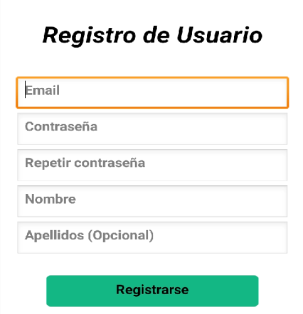 Registro de Usuario
Email
Contraseña
Repetir contraseña
Nombre
Apellidos (Opcional)
Registrarse